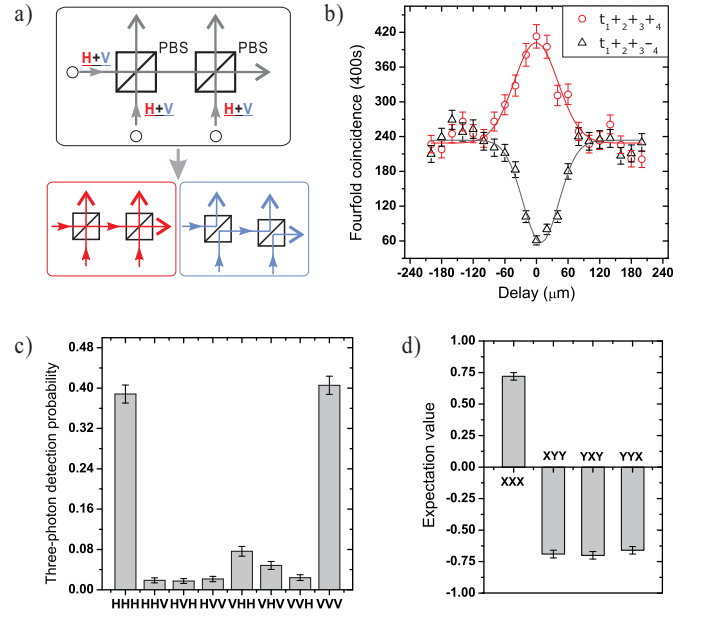 a)
PBS
PBS
H+V
H+V
H+V
b)
Fourfold coincidence (400s)
420
360
300
240
180
120
60
t1+2+3+4
t1+2+3-4
-240 -180 -120 -60 0 60 120 180 240
Delay (μm)
c)
Three-photon detection probability
0.48
0.40
0.32
0.24
0.16
0.08
0.00
HHH HHV HVH HVV VHH VHV VVH VVV
d)
Expectation value
1.00
0.75
0.50
0.25
0.00
-0.25
-0.50
-0.75
-1.00
XYY YXY YYX
XXX